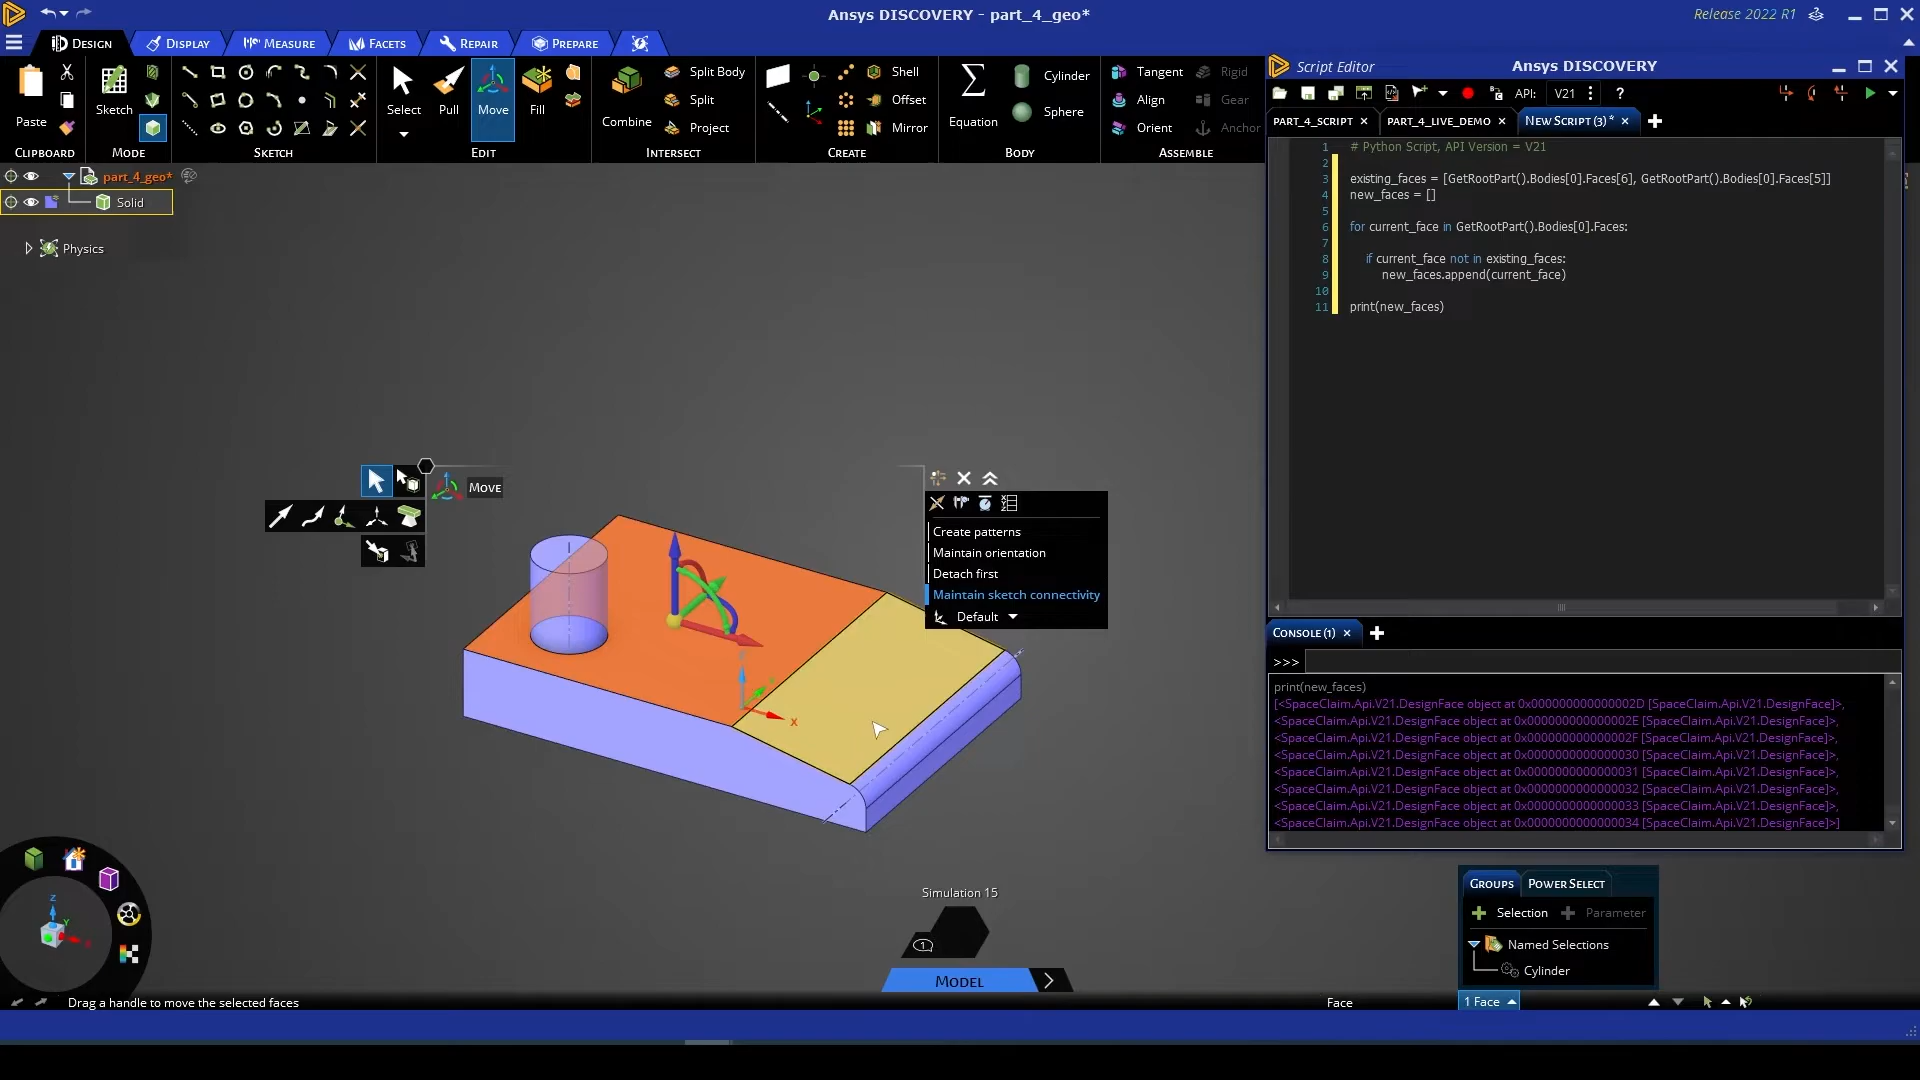 Ansys DISCOVERY - part_4_geo*
Release 2022 R1
DESIGN
DISPLAY
MEASURE
FACETS
REPAIR
PREPARE
Paste
CLIPBOARD
Sketch
MODE
SKETCH
Select
Pull
Move
Fill
EDIT
Combine
Split Body
Split
Project
INTERSECT
Shell
Offset
Mirror
CREATE
Equation
Cylinder
Sphere
BODY
Tangent
Align
Orient
Rigid
Gear
Anchor
ASSEMBLE
part_4_geo*
Solid
Physics
Script Editor
Ansys DISCOVERY
API: V21
?
PART_4_SCRIPT
PART_4_LIVE_DEMO
NEW SCRIPT (3) *
1 # Python Script, API Version = V21
2
3 existing_faces = [GetRootPart().Bodies[0].Faces[6], GetRootPart().Bodies[0].Faces[5]]
4 new_faces = []
5
6 for current_face in GetRootPart().Bodies[0].Faces:
7
8 if current_face not in existing_faces:
9 new_faces.append(current_face)
10
11 print(new_faces)
CONSOLE (1)
>>>
print(new_faces)
[<SpaceClaim.Api.V21.DesignFace object at 0x000000000000002D [SpaceClaim.Api.V21.DesignFace]>,
<SpaceClaim.Api.V21.DesignFace object at 0x000000000000002E [SpaceClaim.Api.V21.DesignFace]>,
<SpaceClaim.Api.V21.DesignFace object at 0x000000000000002F [SpaceClaim.Api.V21.DesignFace]>,
<SpaceClaim.Api.V21.DesignFace object at 0x0000000000000030 [SpaceClaim.Api.V21.DesignFace]>,
<SpaceClaim.Api.V21.DesignFace object at 0x0000000000000031 [SpaceClaim.Api.V21.DesignFace]>,
<SpaceClaim.Api.V21.DesignFace object at 0x0000000000000032 [SpaceClaim.Api.V21.DesignFace]>,
<SpaceClaim.Api.V21.DesignFace object at 0x0000000000000033 [SpaceClaim.Api.V21.DesignFace]>,
<SpaceClaim.Api.V21.DesignFace object at 0x0000000000000034 [SpaceClaim.Api.V21.DesignFace]>]
MOVE
Create patterns
Maintain orientation
Detach first
Maintain sketch connectivity
Default
X
Z
Y
Simulation 15
1
MODEL
GROUPS
POWER SELECT
Selection
Parameter
Named Selections
Cylinder
Drag a handle to move the selected faces
Face
1 Face